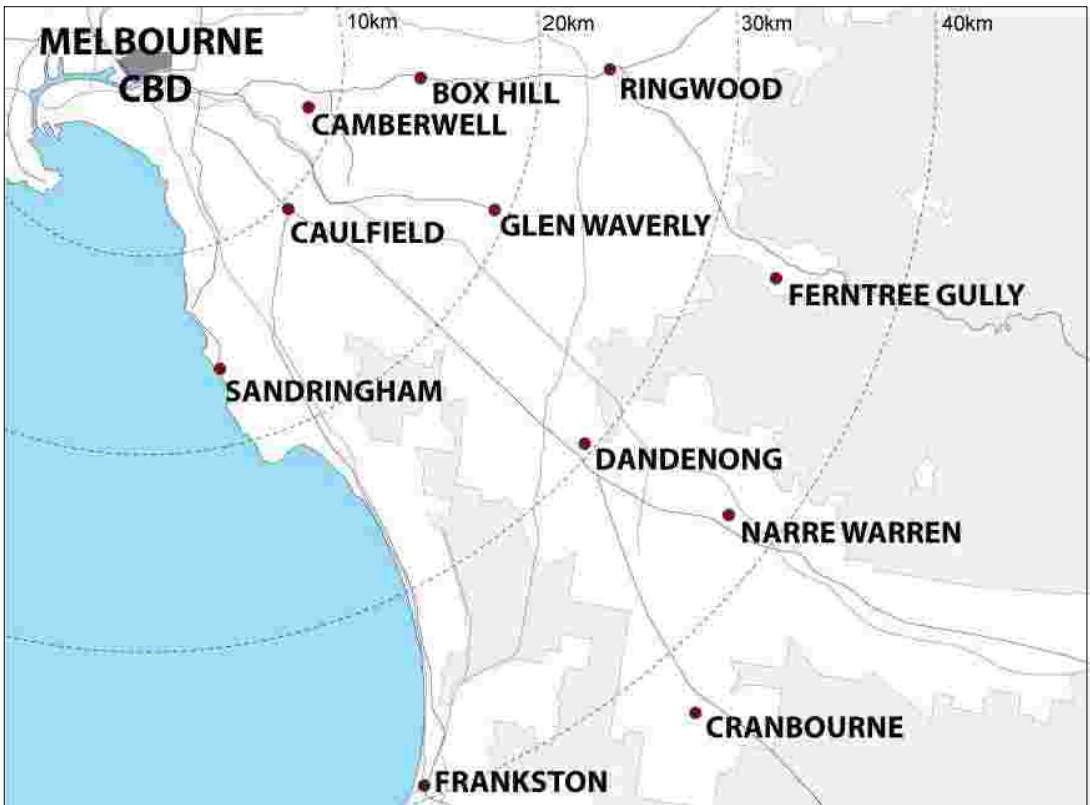 10km
20km
30km
40km
MELBOURNE
CBD
RINGWOOD
BOX HILL
CAMBERWELL
CAULFIELD
GLEN WAVERLY
FERNTREE GULLY
SANDRINGHAM
DANDENONG
NARRE WARREN
CRANBOURNE
FRANKSTON